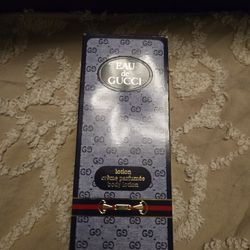 EAU
de
GUCCI
lotion
crème parfumée
body lotion